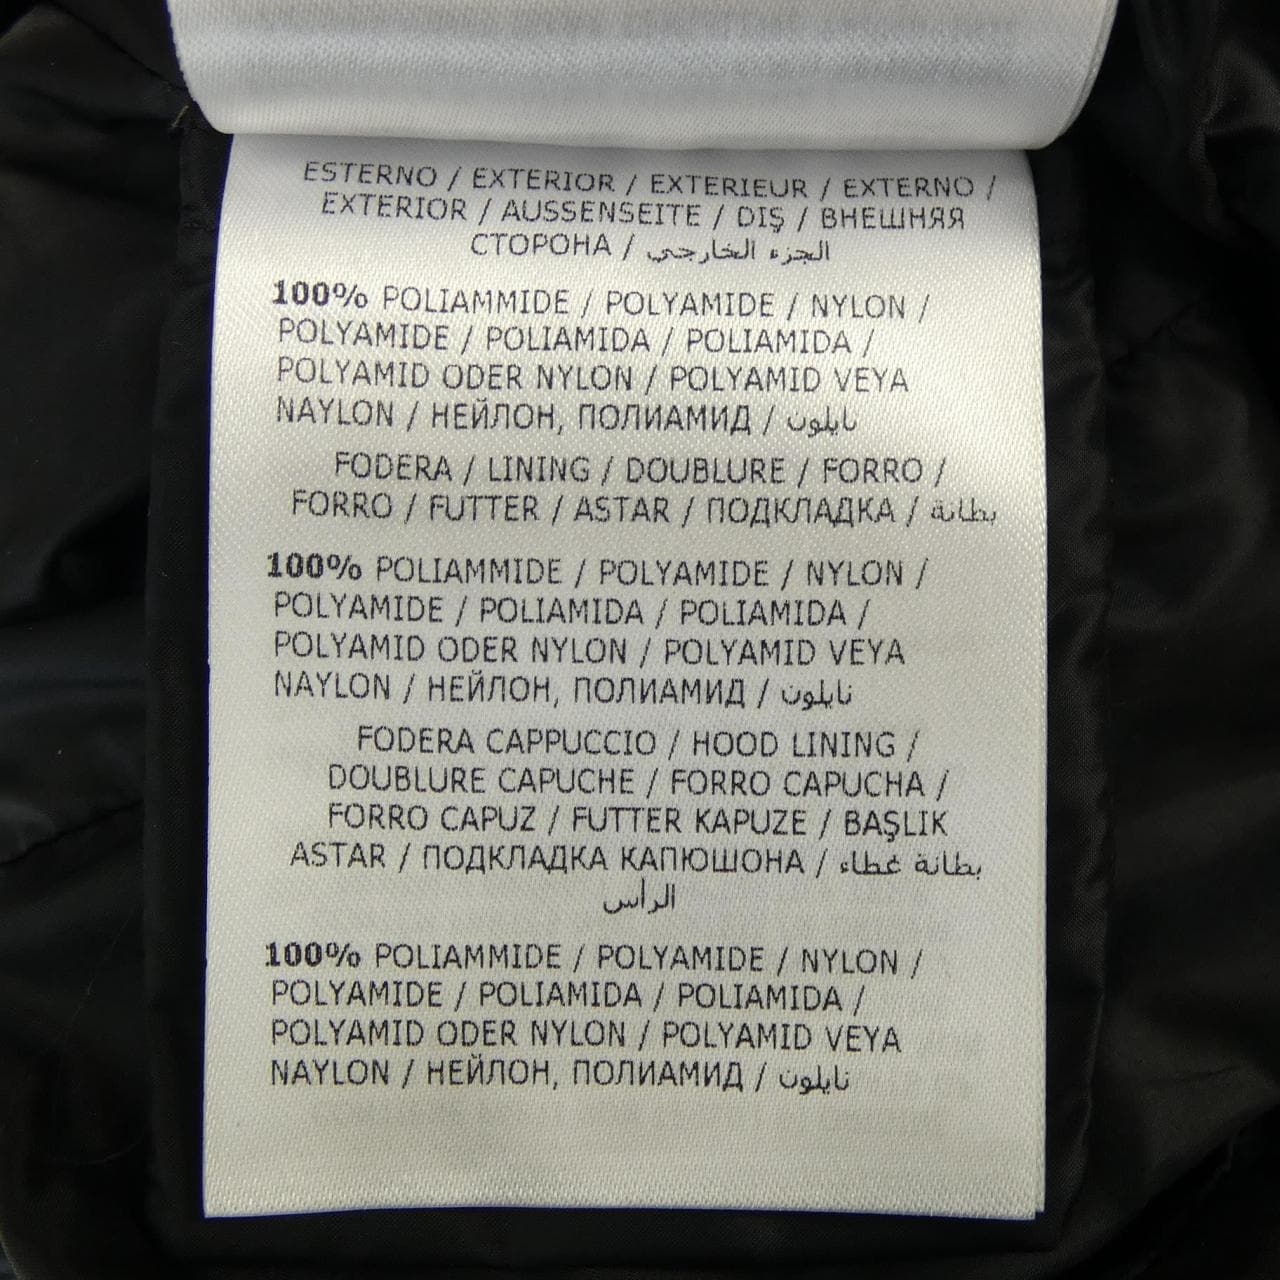 ESTERNO / EXTERIOR / EXTERIEUR / EXTERNO /
EXTERIOR / AUSSENSEITE / DIŞ / ВНЕШНЯЯ
СТОРОНА / الجزء الخارجي
100% POLIAMMIDE / POLYAMIDE / NYLON /
POLYAMIDE / POLIAMIDA / POLIAMIDA /
POLYAMID ODER NYLON / POLYAMID VEYA
NAYLON / НЕЙЛОН, ПОЛИАМИД / نايلون
FODERA / LINING / DOUBLURE / FORRO /
FORRO / FUTTER / ASTAR / ПОДКЛАДКА / بطانة
100% POLIAMMIDE / POLYAMIDE / NYLON /
POLYAMIDE / POLIAMIDA / POLIAMIDA /
POLYAMID ODER NYLON / POLYAMID VEYA
NAYLON / НЕЙЛОН, ПОЛИАМИД / نايلون
FODERA CAPPUCCIO / HOOD LINING /
DOUBLURE CAPUCHE / FORRO CAPUCHA /
FORRO CAPUZ / FUTTER KAPUZE / BAŞLIK
ASTAR / ПОДКЛАДКА КАПЮШОНА / بطانة غطاء
الرأس
100% POLIAMMIDE / POLYAMIDE / NYLON /
POLYAMIDE / POLIAMIDA / POLIAMIDA /
POLYAMID ODER NYLON / POLYAMID VEYA
NAYLON / НЕЙЛОН, ПОЛИАМИД / نايلون